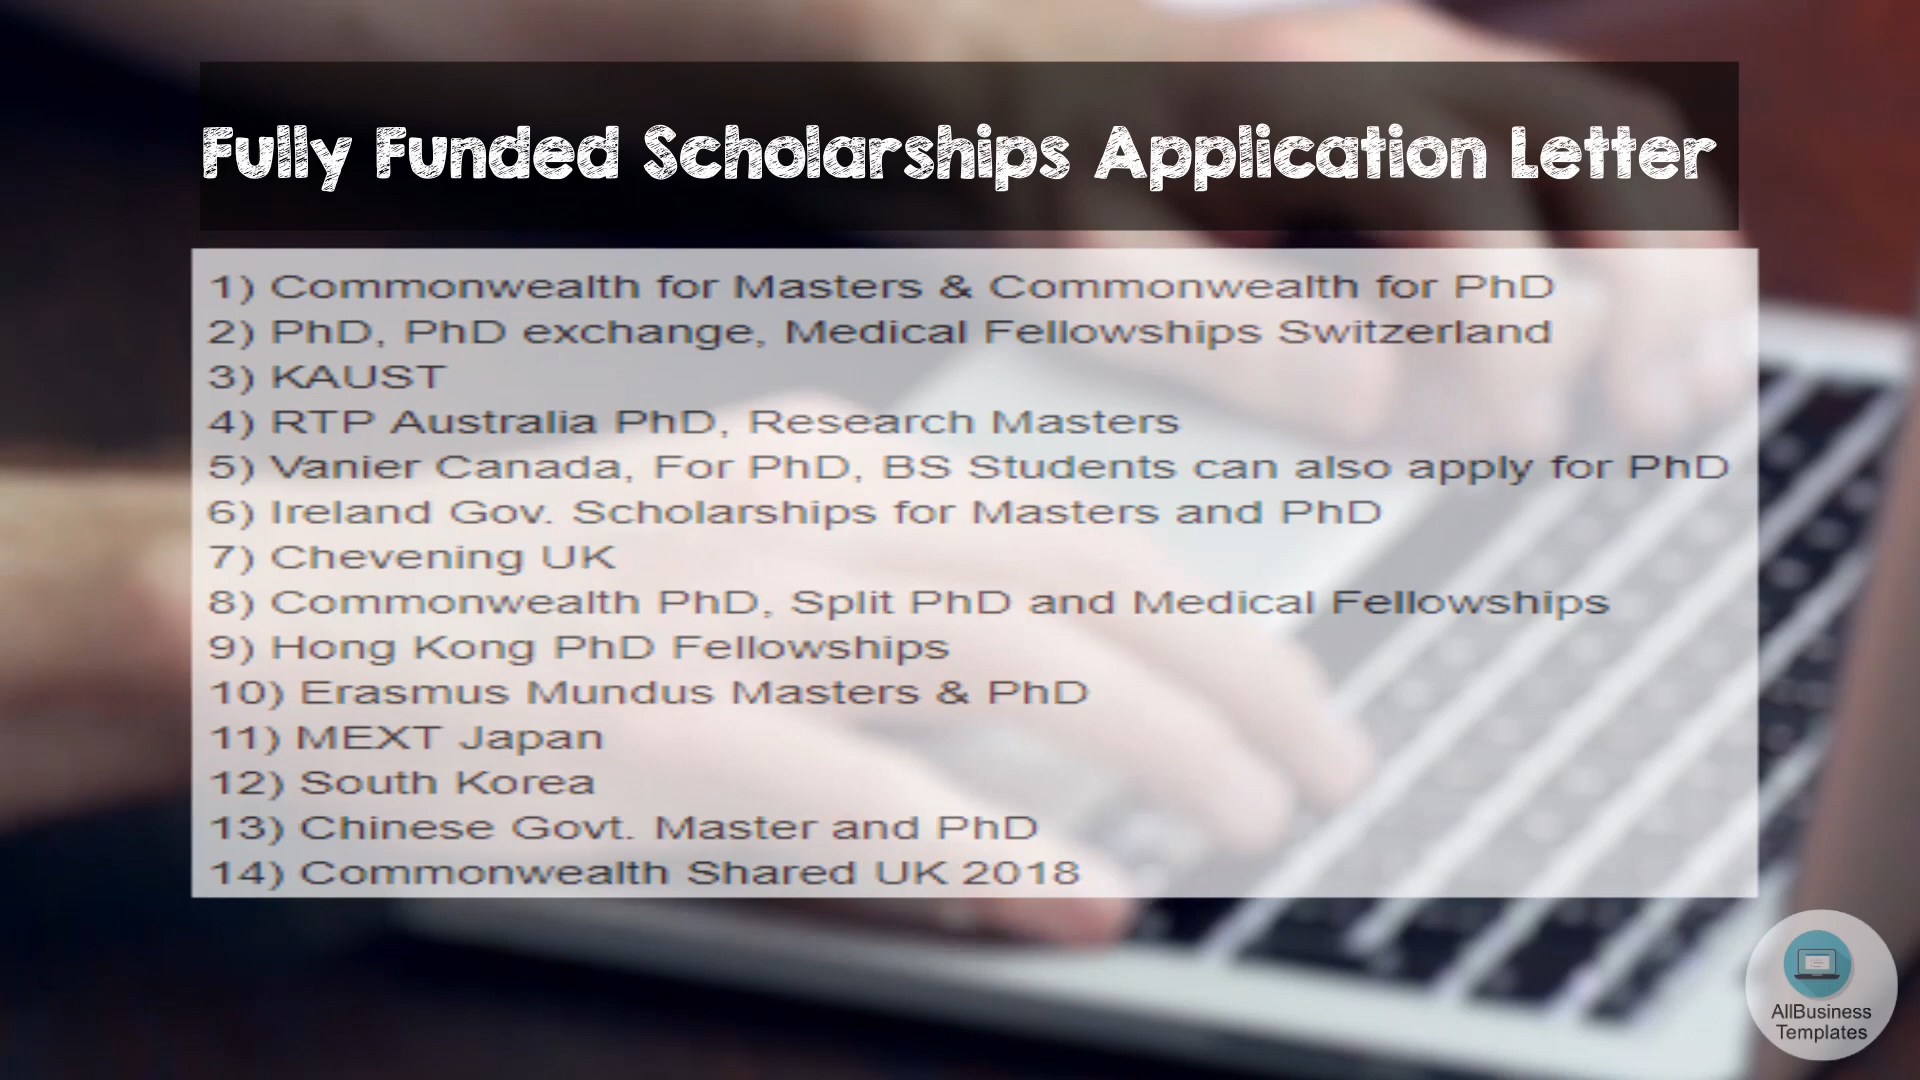 Fully Funded Scholarships Application Letter
1) Commonwealth for Masters & Commonwealth for PhD
2) PhD, PhD exchange, Medical Fellowships Switzerland
3) KAUST
4) RTP Australia PhD, Research Masters
5) Vanier Canada, For PhD, BS Students can also apply for PhD
6) Ireland Gov. Scholarships for Masters and PhD
7) Chevening UK
8) Commonwealth PhD, Split PhD and Medical Fellowships
9) Hong Kong PhD Fellowships
10) Erasmus Mundus Masters & PhD
11) MEXT Japan
12) South Korea
13) Chinese Govt. Master and PhD
14) Commonwealth Shared UK 2018
AllBusiness
Templates